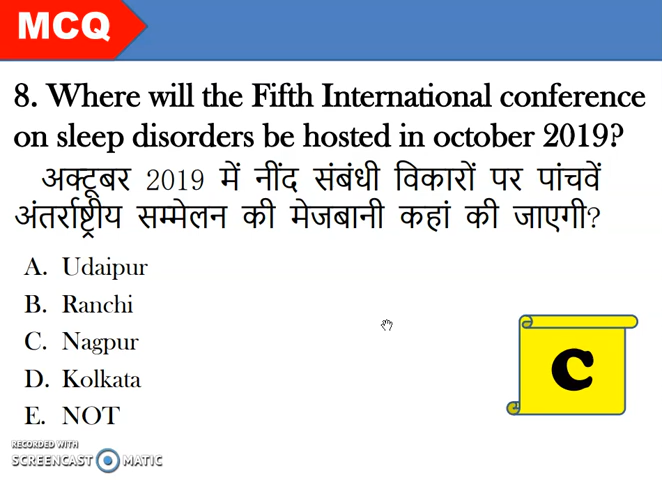 MCQ
8. Where will the Fifth International conference
on sleep disorders be hosted in october 2019?
अक्टूबर 2019 में नींद संबंधी विकारों पर पांचवें
अंतर्राष्ट्रीय सम्मेलन की मेजबानी कहां की जाएगी?
A. Udaipur
B. Ranchi
C. Nagpur
D. Kolkata
E. NOT
C
RECORDED WITH
SCREENCAST MATIC